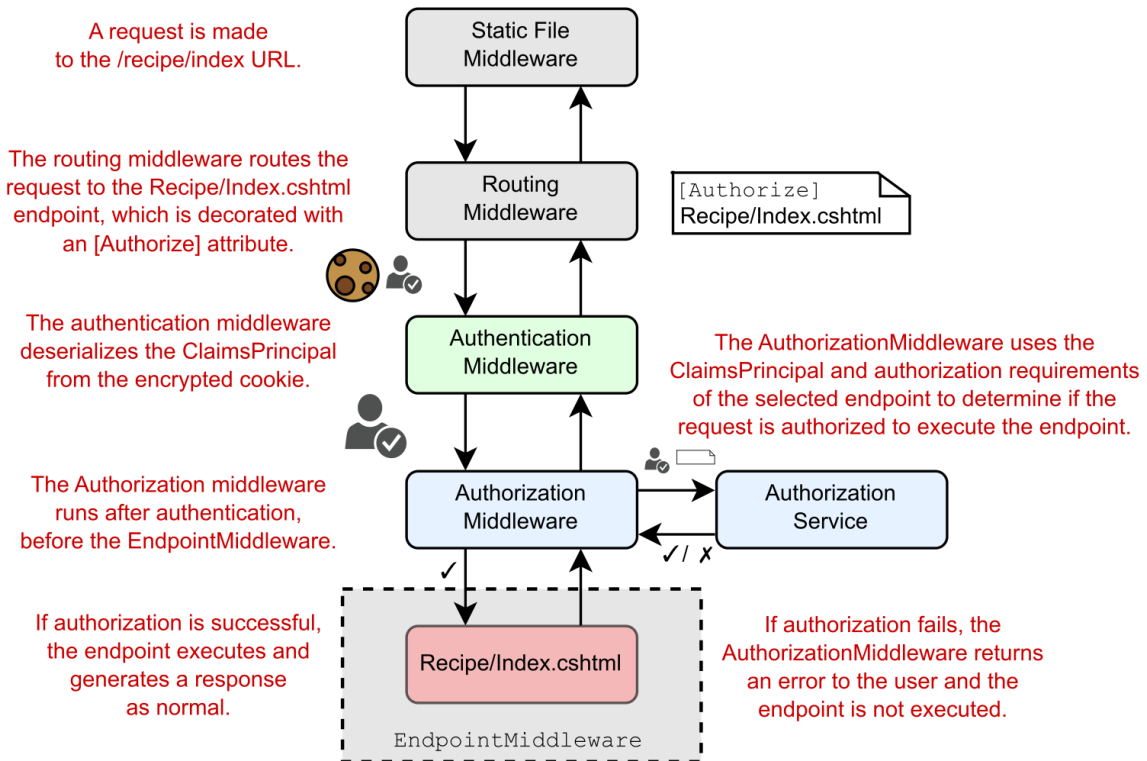 A request is made
to the /recipe/index URL.
Static File
Middleware
The routing middleware routes the
request to the Recipe/Index.cshtml
endpoint, which is decorated with
an [Authorize] attribute.
Routing
Middleware
[Authorize]
Recipe/Index.cshtml
The authentication middleware
deserializes the ClaimsPrincipal
from the encrypted cookie.
Authentication
Middleware
The AuthorizationMiddleware uses the
ClaimsPrincipal and authorization requirements
of the selected endpoint to determine if the
request is authorized to execute the endpoint.
The Authorization middleware
runs after authentication,
before the EndpointMiddleware.
Authorization
Middleware
Authorization
Service
✓/ ✗
✓
If authorization is successful,
the endpoint executes and
generates a response
as normal.
Recipe/Index.cshtml
EndpointMiddleware
If authorization fails, the
AuthorizationMiddleware returns
an error to the user and the
endpoint is not executed.